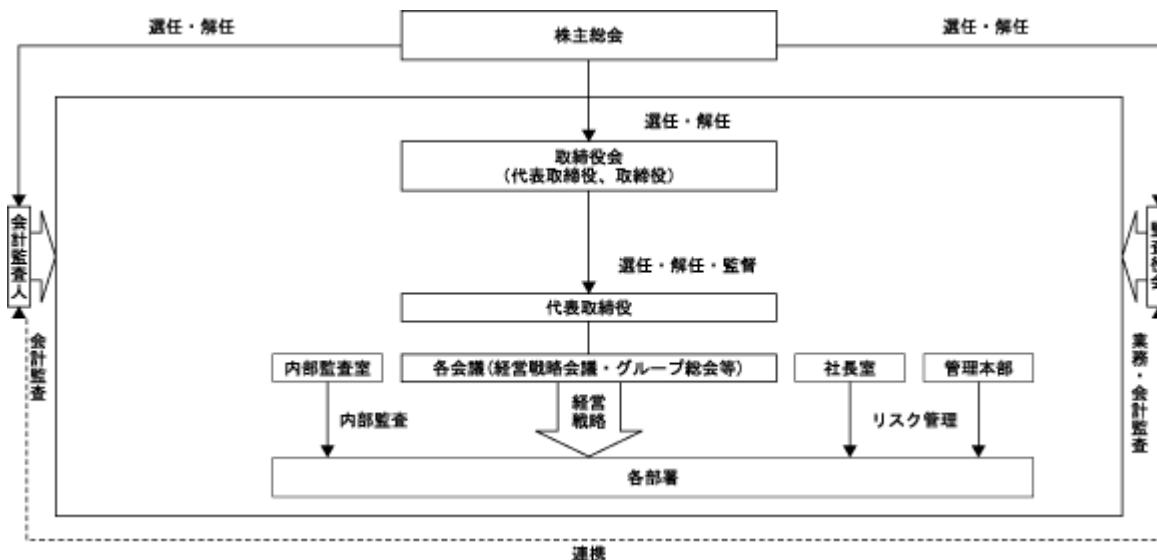 選任・解任
株主総会
選任・解任
選任・解任
取締役会
(代表取締役、取締役)
会計監査人
監査役会
選任・解任・監督
代表取締役
会計監査
業務・会計監査
内部監査室
各会議(経営戦略会議・グループ総会等)
社長室
管理本部
内部監査
経営
戦略
リスク管理
各部署
連携